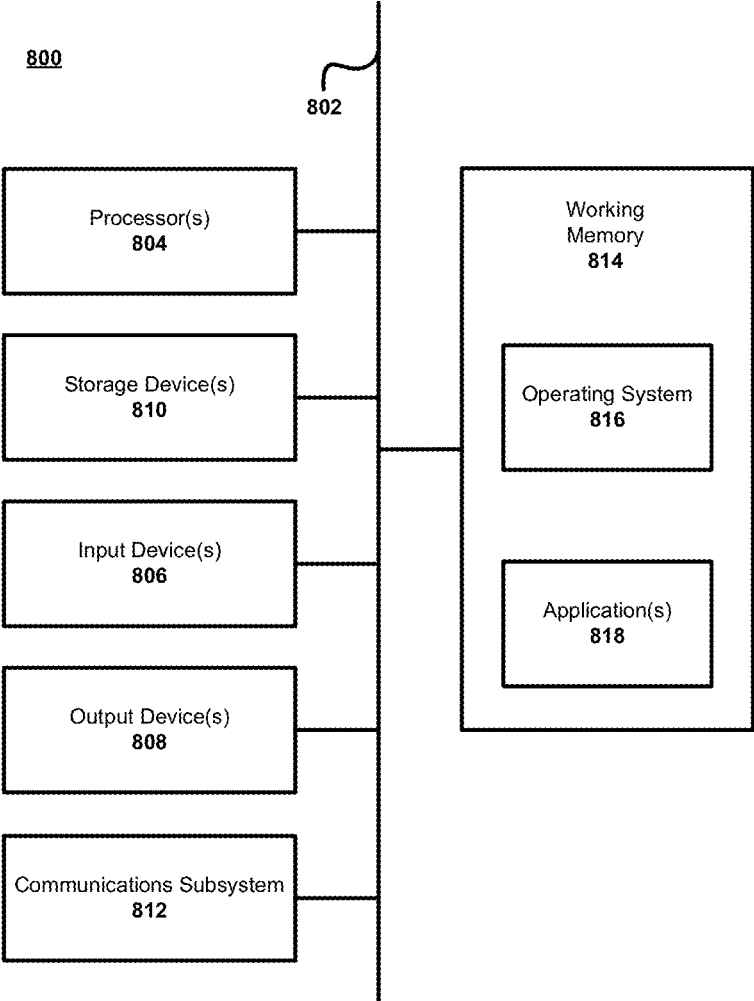 800
802
Processor(s)
804
Storage Device(s)
810
Input Device(s)
806
Output Device(s)
808
Communications Subsystem
812
Working
Memory
814
Operating System
816
Application(s)
818